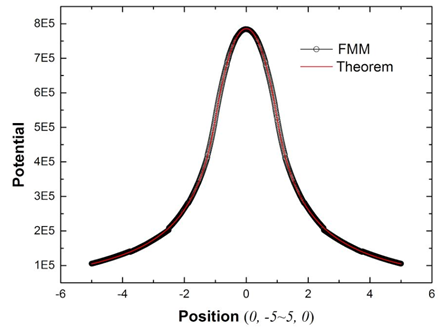 8E5
7E5
6E5
5E5
4E5
3E5
2E5
1E5
Potential
FMM
Theorem
-6 -4 -2 0 2 4 6
Position (0, -5~5, 0)